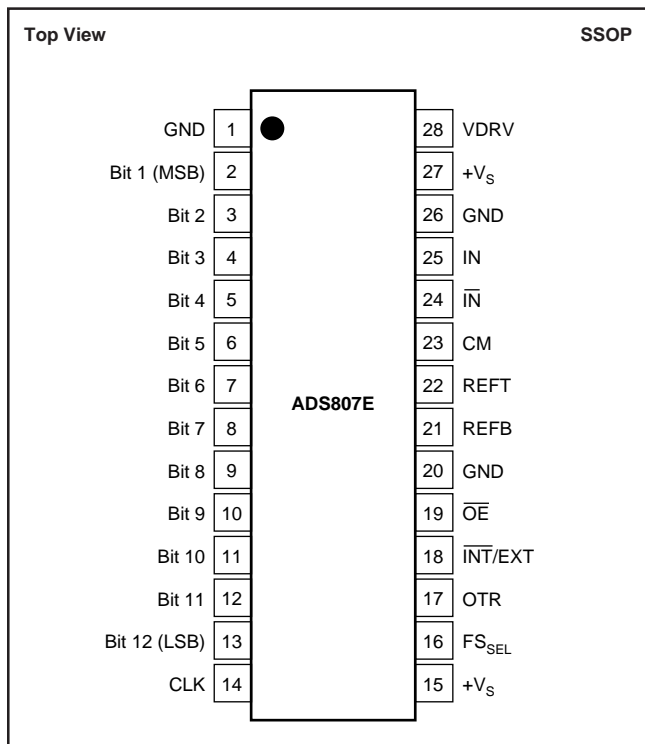 Top View SSOP
GND 1 28 VDRV
Bit 1 (MSB) 2 27 +VS
Bit 2 3 26 GND
Bit 3 4 25 IN
Bit 4 5 24 I̅N̅
Bit 5 6 23 CM
Bit 6 7 22 REFT
ADS807E
Bit 7 8 21 REFB
Bit 8 9 20 GND
Bit 9 10 19 O̅E̅
Bit 10 11 18 I̅N̅T̅/EXT
Bit 11 12 17 OTR
Bit 12 (LSB) 13 16 FSSEL
CLK 14 15 +VS